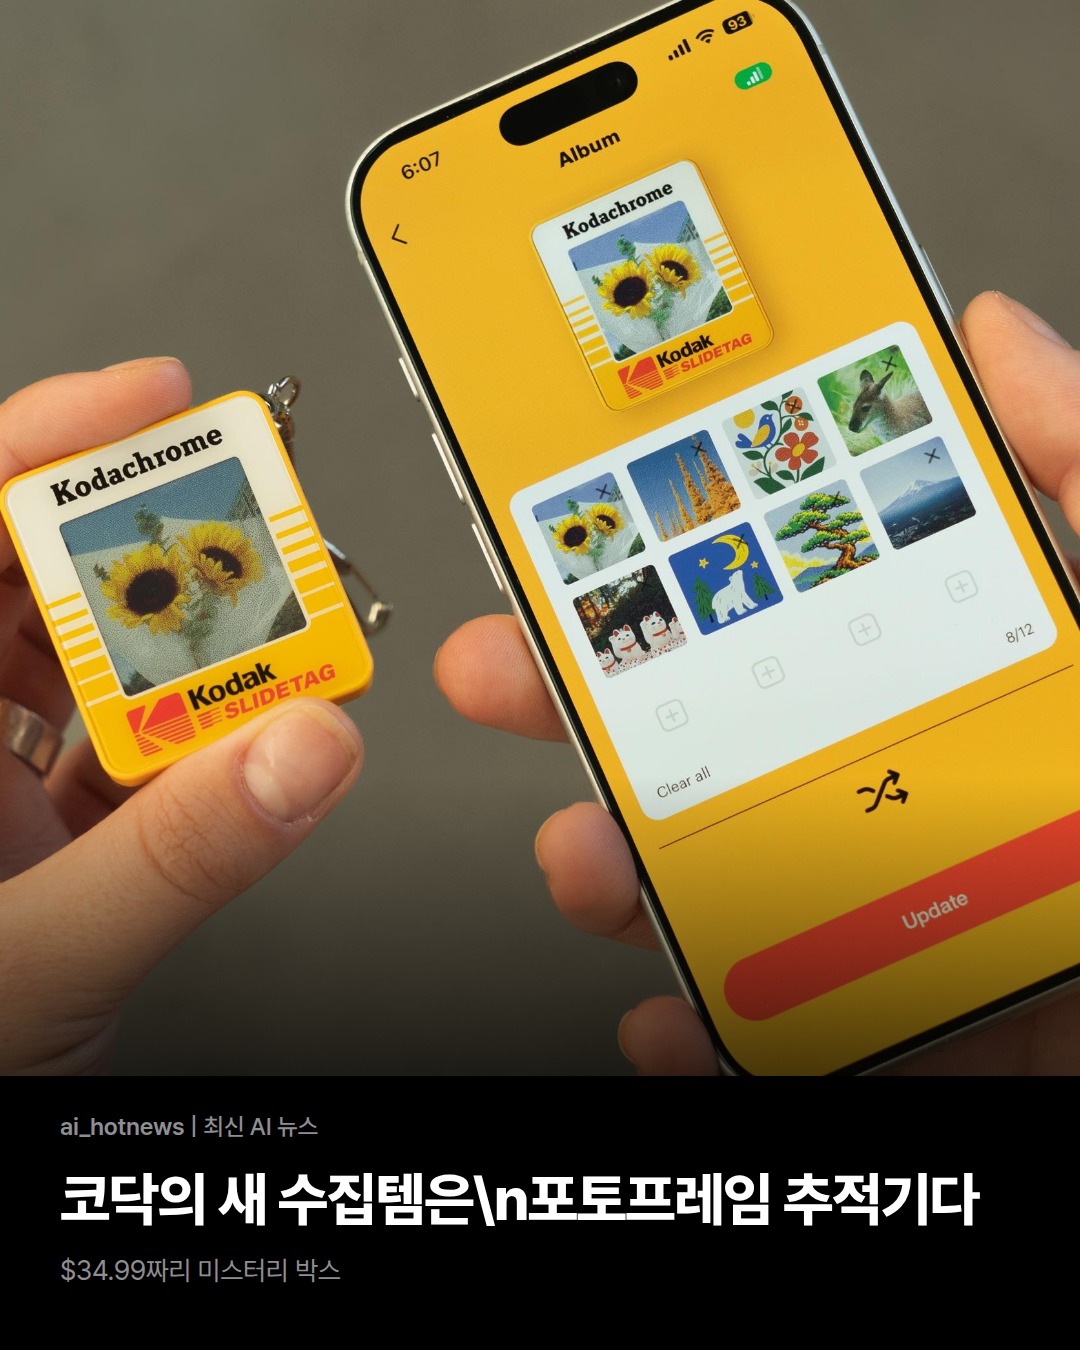 93
6:07
Album
Kodachrome
Kodak
SLIDETAG
Kodachrome
Kodak
SLIDETAG
8/12
Clear all
Update
ai_hotnews | 최신 AI 뉴스
코닥의 새 수집템은\n포토프레임 추적기다
$34.99짜리 미스터리 박스